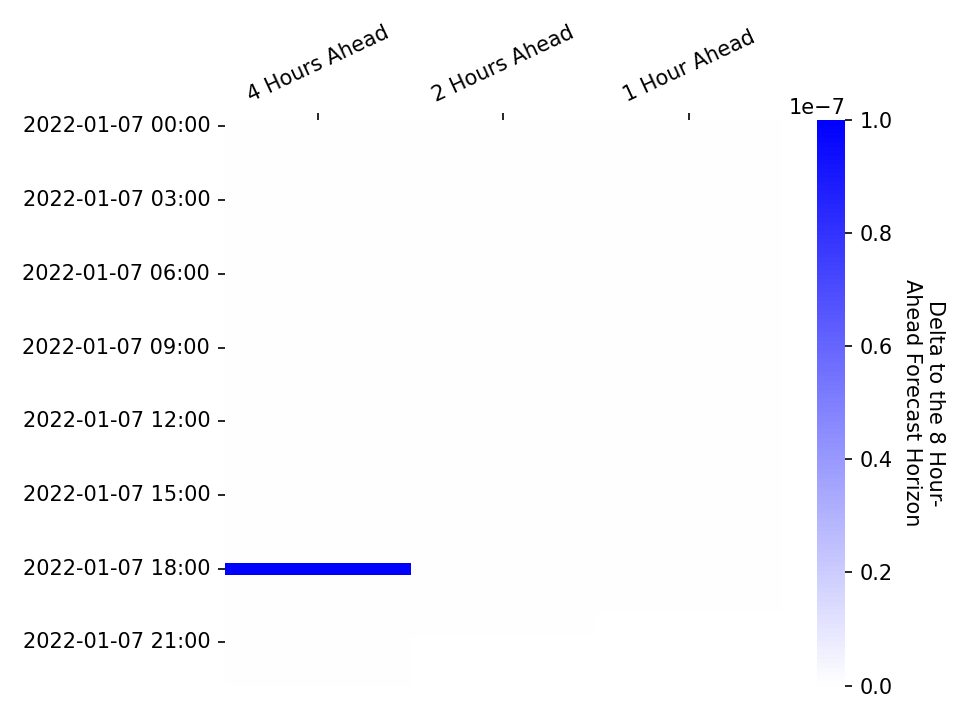 4 Hours Ahead
2 Hours Ahead
1 Hour Ahead
2022-01-07 00:00
2022-01-07 03:00
2022-01-07 06:00
2022-01-07 09:00
2022-01-07 12:00
2022-01-07 15:00
2022-01-07 18:00
2022-01-07 21:00
1e−7
1.0
0.8
0.6
0.4
0.2
0.0
Delta to the 8 Hour-
Ahead Forecast Horizon